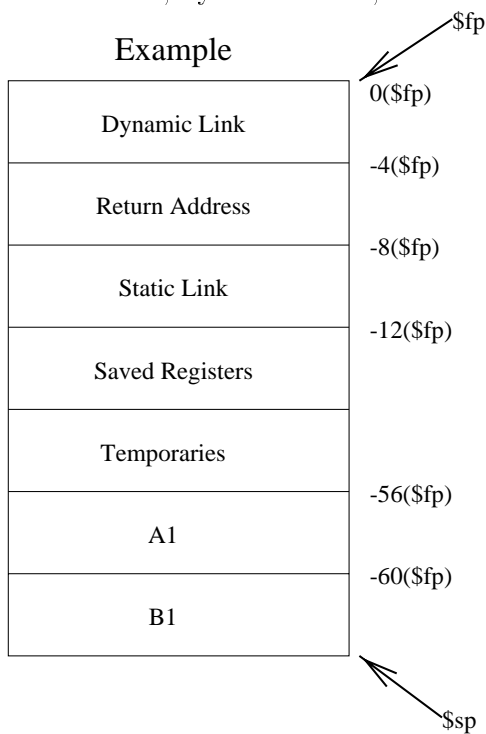 $fp
Example
0($fp)
Dynamic Link
-4($fp)
Return Address
-8($fp)
Static Link
-12($fp)
Saved Registers
Temporaries
-56($fp)
A1
-60($fp)
B1
$sp